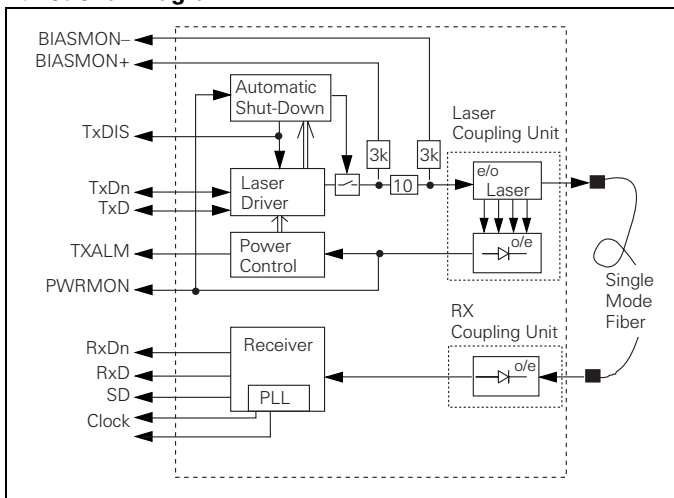 BIASMON–
BIASMON+
Automatic
Shut-Down
Laser
Coupling Unit
TxDIS
3k
3k
e/o
Laser
TxDn
TxD
Laser
Driver
10
o/e
TXALM
Power
Control
PWRMON
Single
Mode
Fiber
RX
Coupling Unit
RxDn
Receiver
o/e
RxD
SD
PLL
Clock